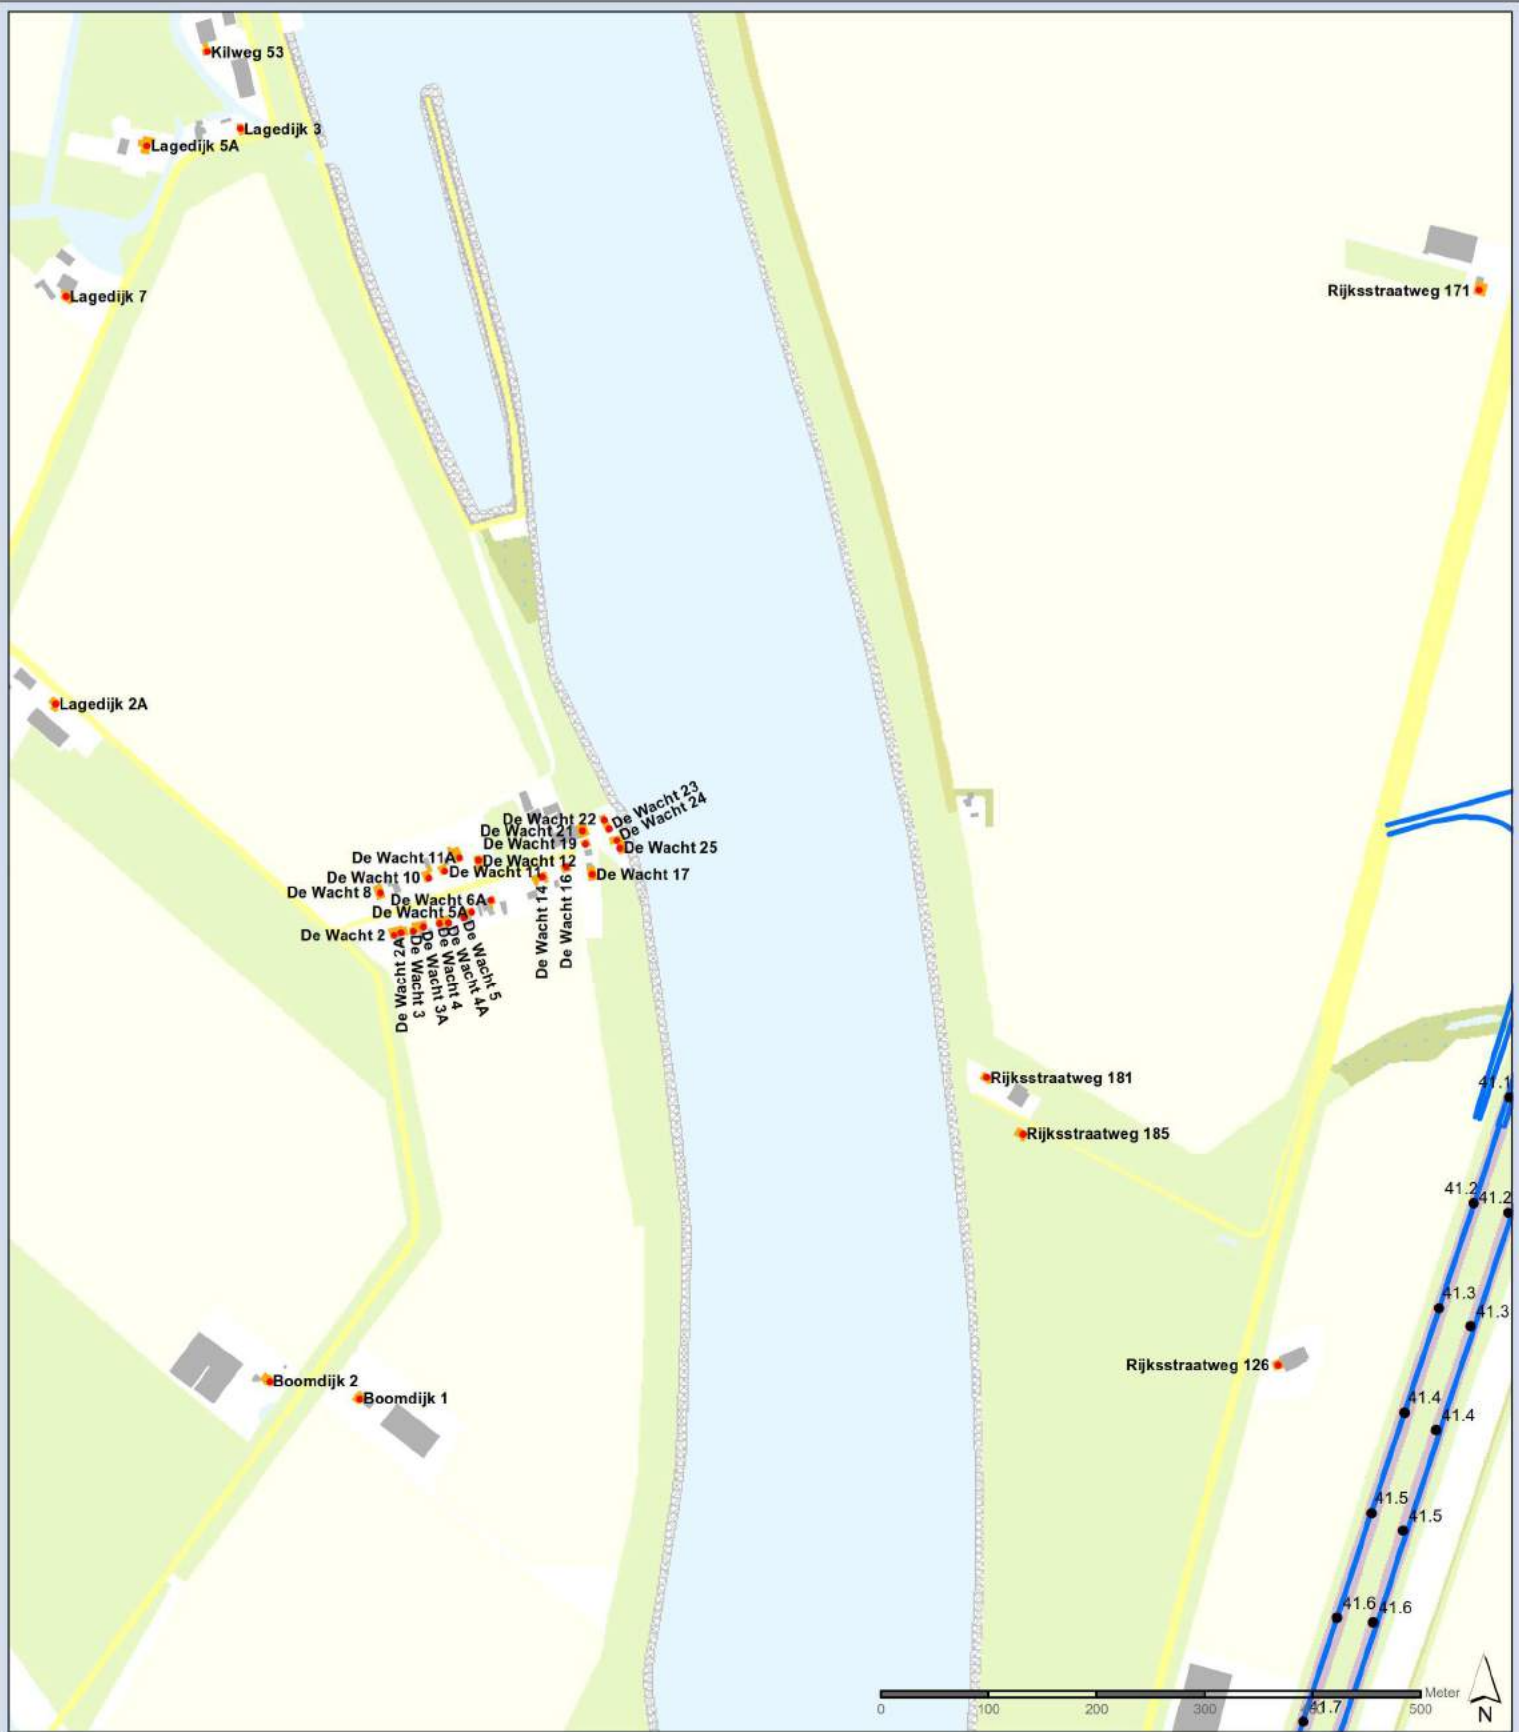 Kilweg 53
Lagedijk 3
Lagedijk 5A
Rijksstraatweg 171
Lagedijk 7
Lagedijk 2A
De Wacht 23
De Wacht 24
De Wacht 22
De Wacht 21
De Wacht 19
De Wacht 25
De Wacht 11A
De Wacht 12
De Wacht 11
De Wacht 10
De Wacht 17
De Wacht 8
De Wacht 6A
De Wacht 5A
De Wacht 14
De Wacht 16
De Wacht 2
De Wacht 2A
De Wacht 3
De Wacht 3A
De Wacht 4
De Wacht 4A
De Wacht 5
Rijksstraatweg 181
41.1
Rijksstraatweg 185
41.2
41.2
41.3
41.3
Rijksstraatweg 126
Boomdijk 2
Boomdijk 1
41.4
41.4
41.5
41.5
41.6
41.6
Meter
0
100
200
300
500
41.7
N